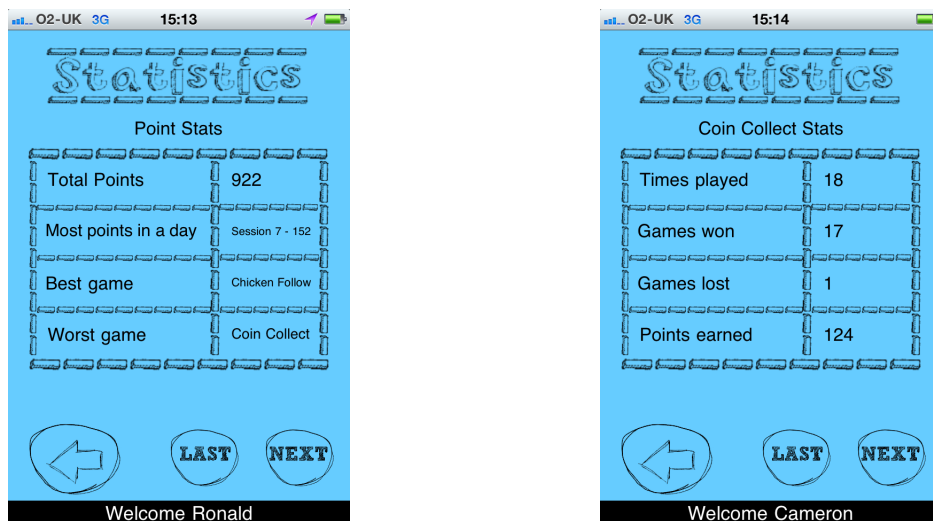 O2-UK 3G 15:13
Statistics
Point Stats
Total Points 922
Most points in a day Session 7 - 152
Best game Chicken Follow
Worst game Coin Collect
LAST NEXT
Welcome Ronald
O2-UK 3G 15:14
Statistics
Coin Collect Stats
Times played 18
Games won 17
Games lost 1
Points earned 124
LAST NEXT
Welcome Cameron